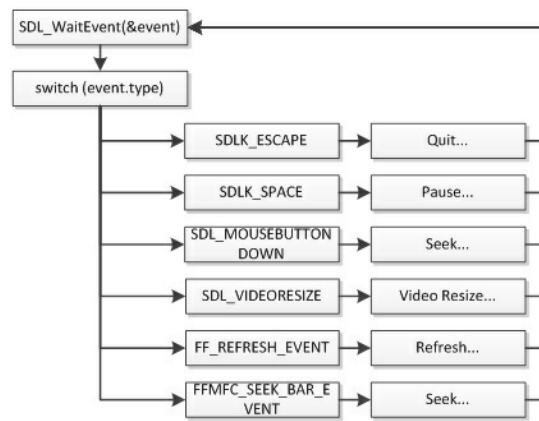 SDL_WaitEvent(&event)
switch (event.type)
SDLK_ESCAPE
Quit...
SDLK_SPACE
Pause...
SDL_MOUSEBUTTON
DOWN
Seek...
SDL_VIDEORESIZE
Video Resize...
FF_REFRESH_EVENT
Refresh...
FFMFC_SEEK_BAR_E
VENT
Seek...